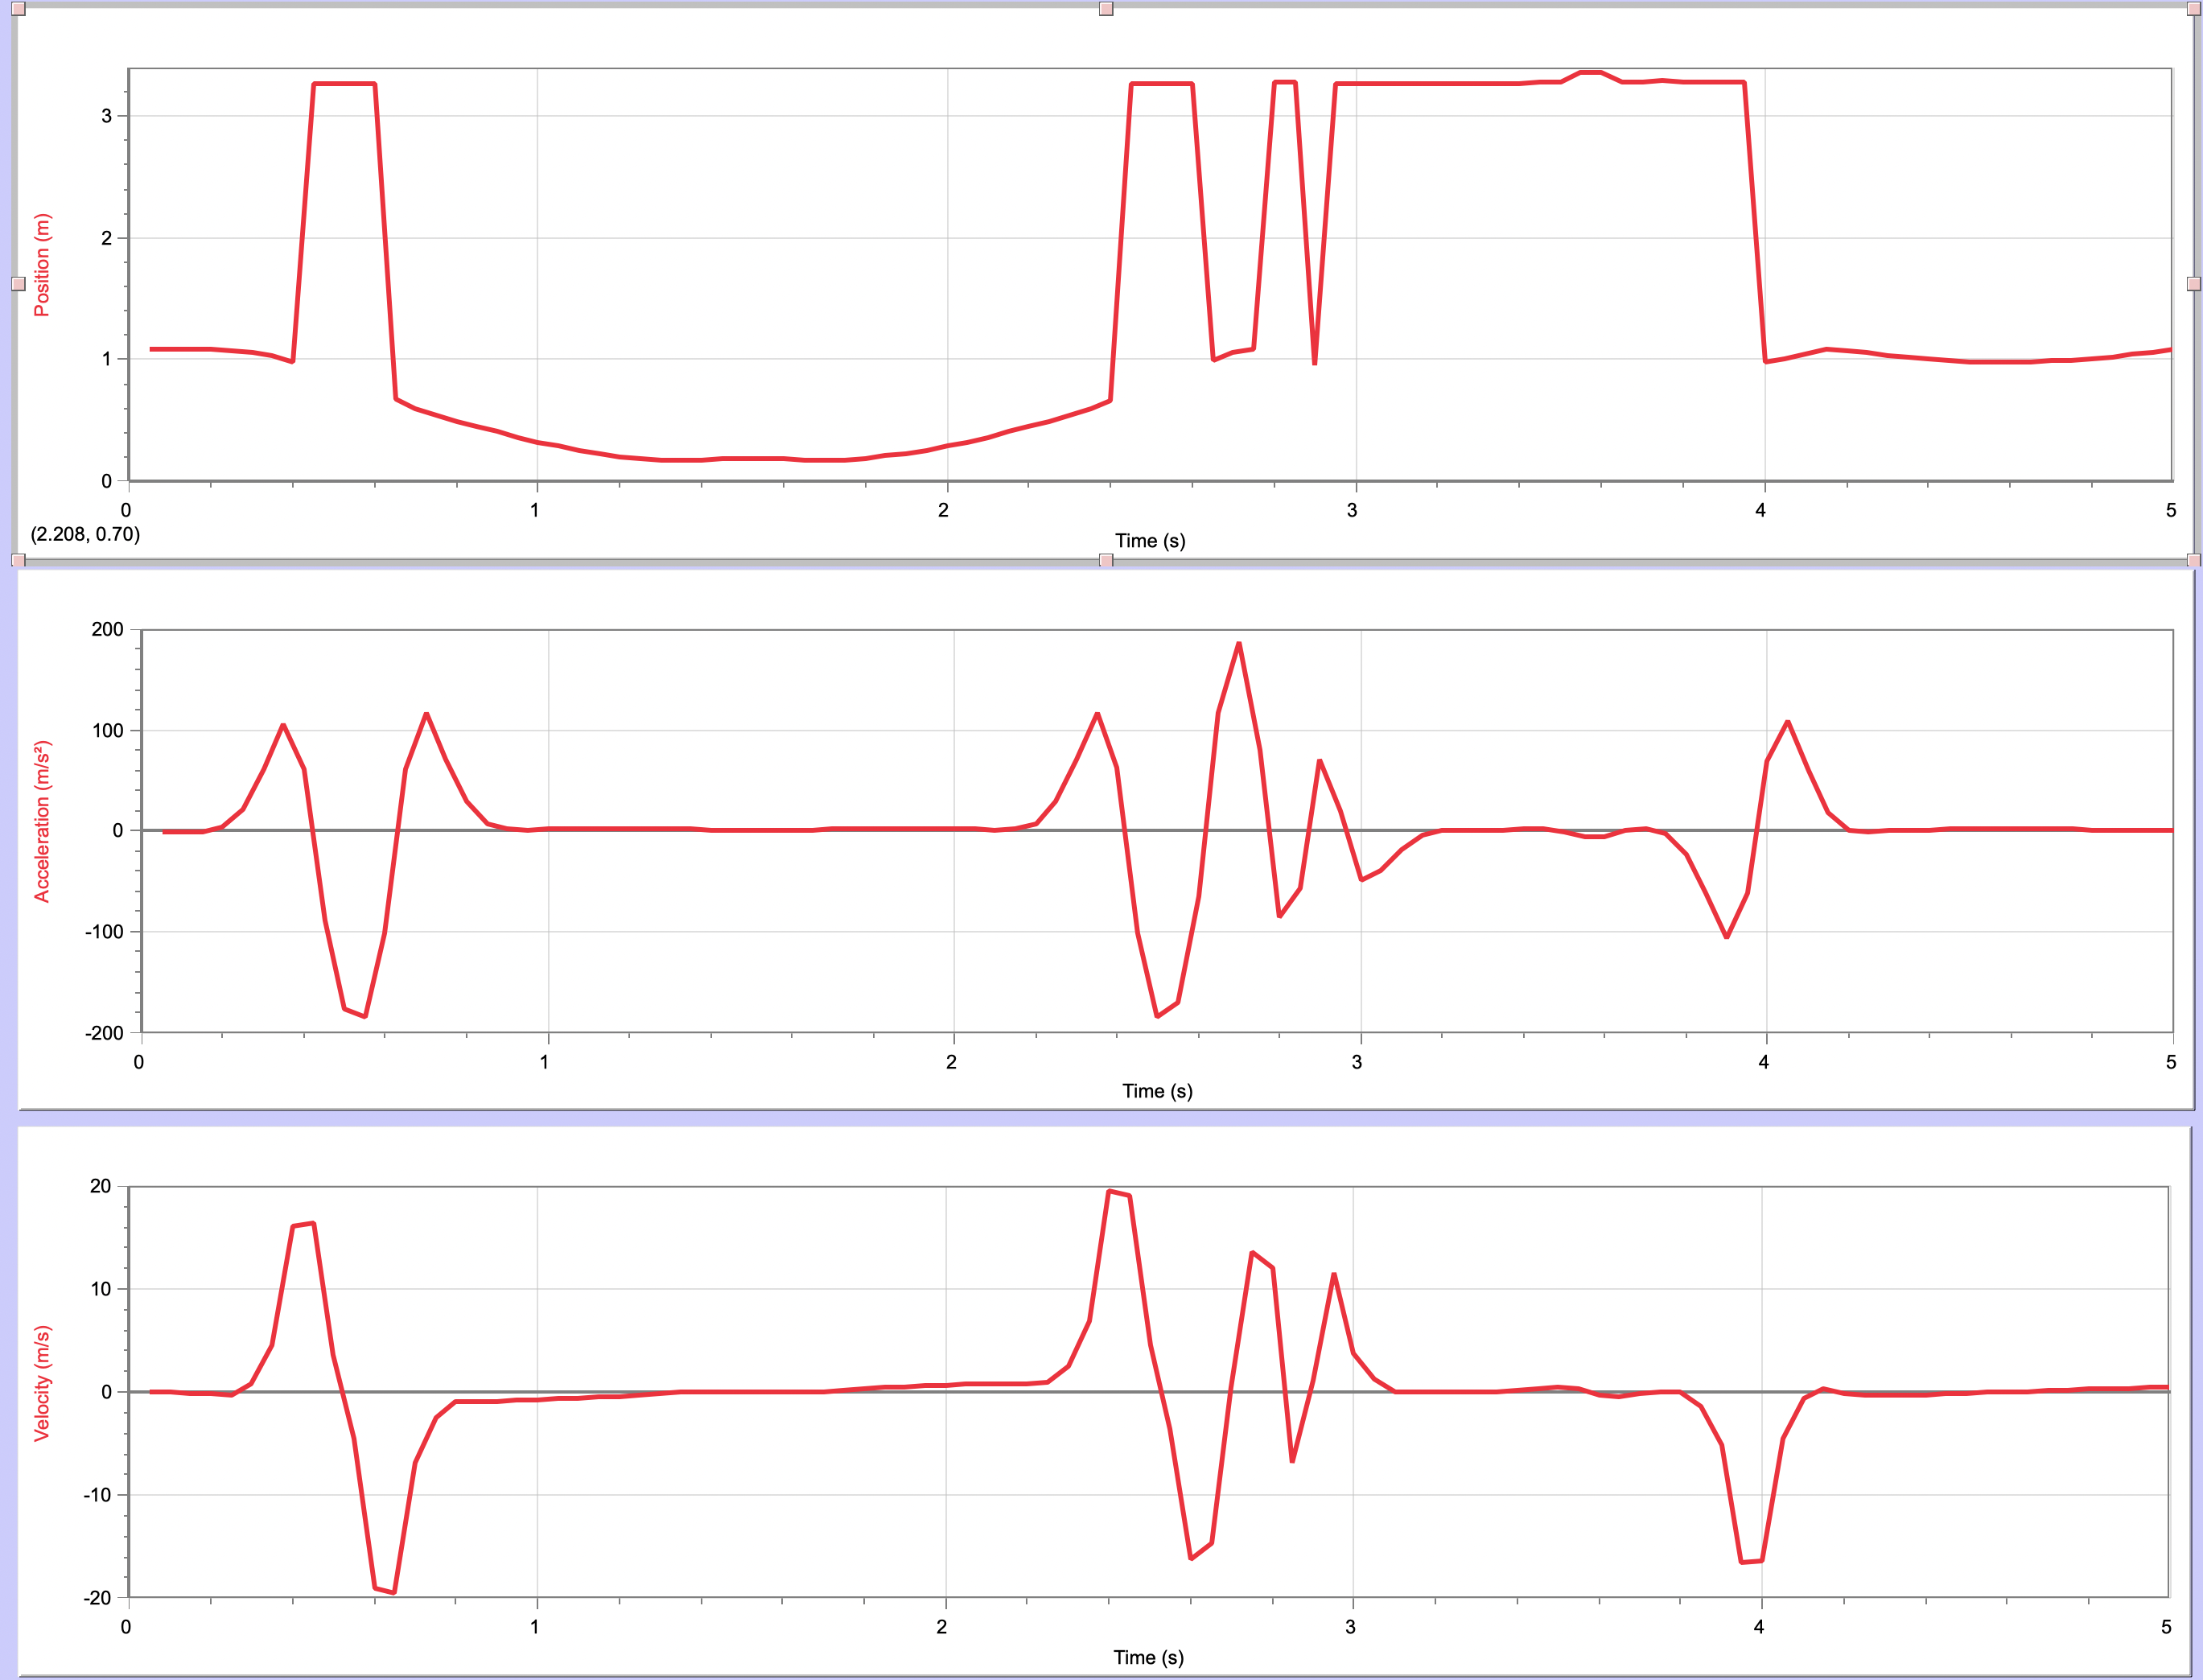 3
2
1
0
Position (m)
0 1 2 3 4 5
(2.208, 0.70)
Time (s)
200
100
0
-100
-200
Acceleration (m/s²)
0 1 2 3 4 5
Time (s)
20
10
0
-10
-20
Velocity (m/s)
0 1 2 3 4 5
Time (s)